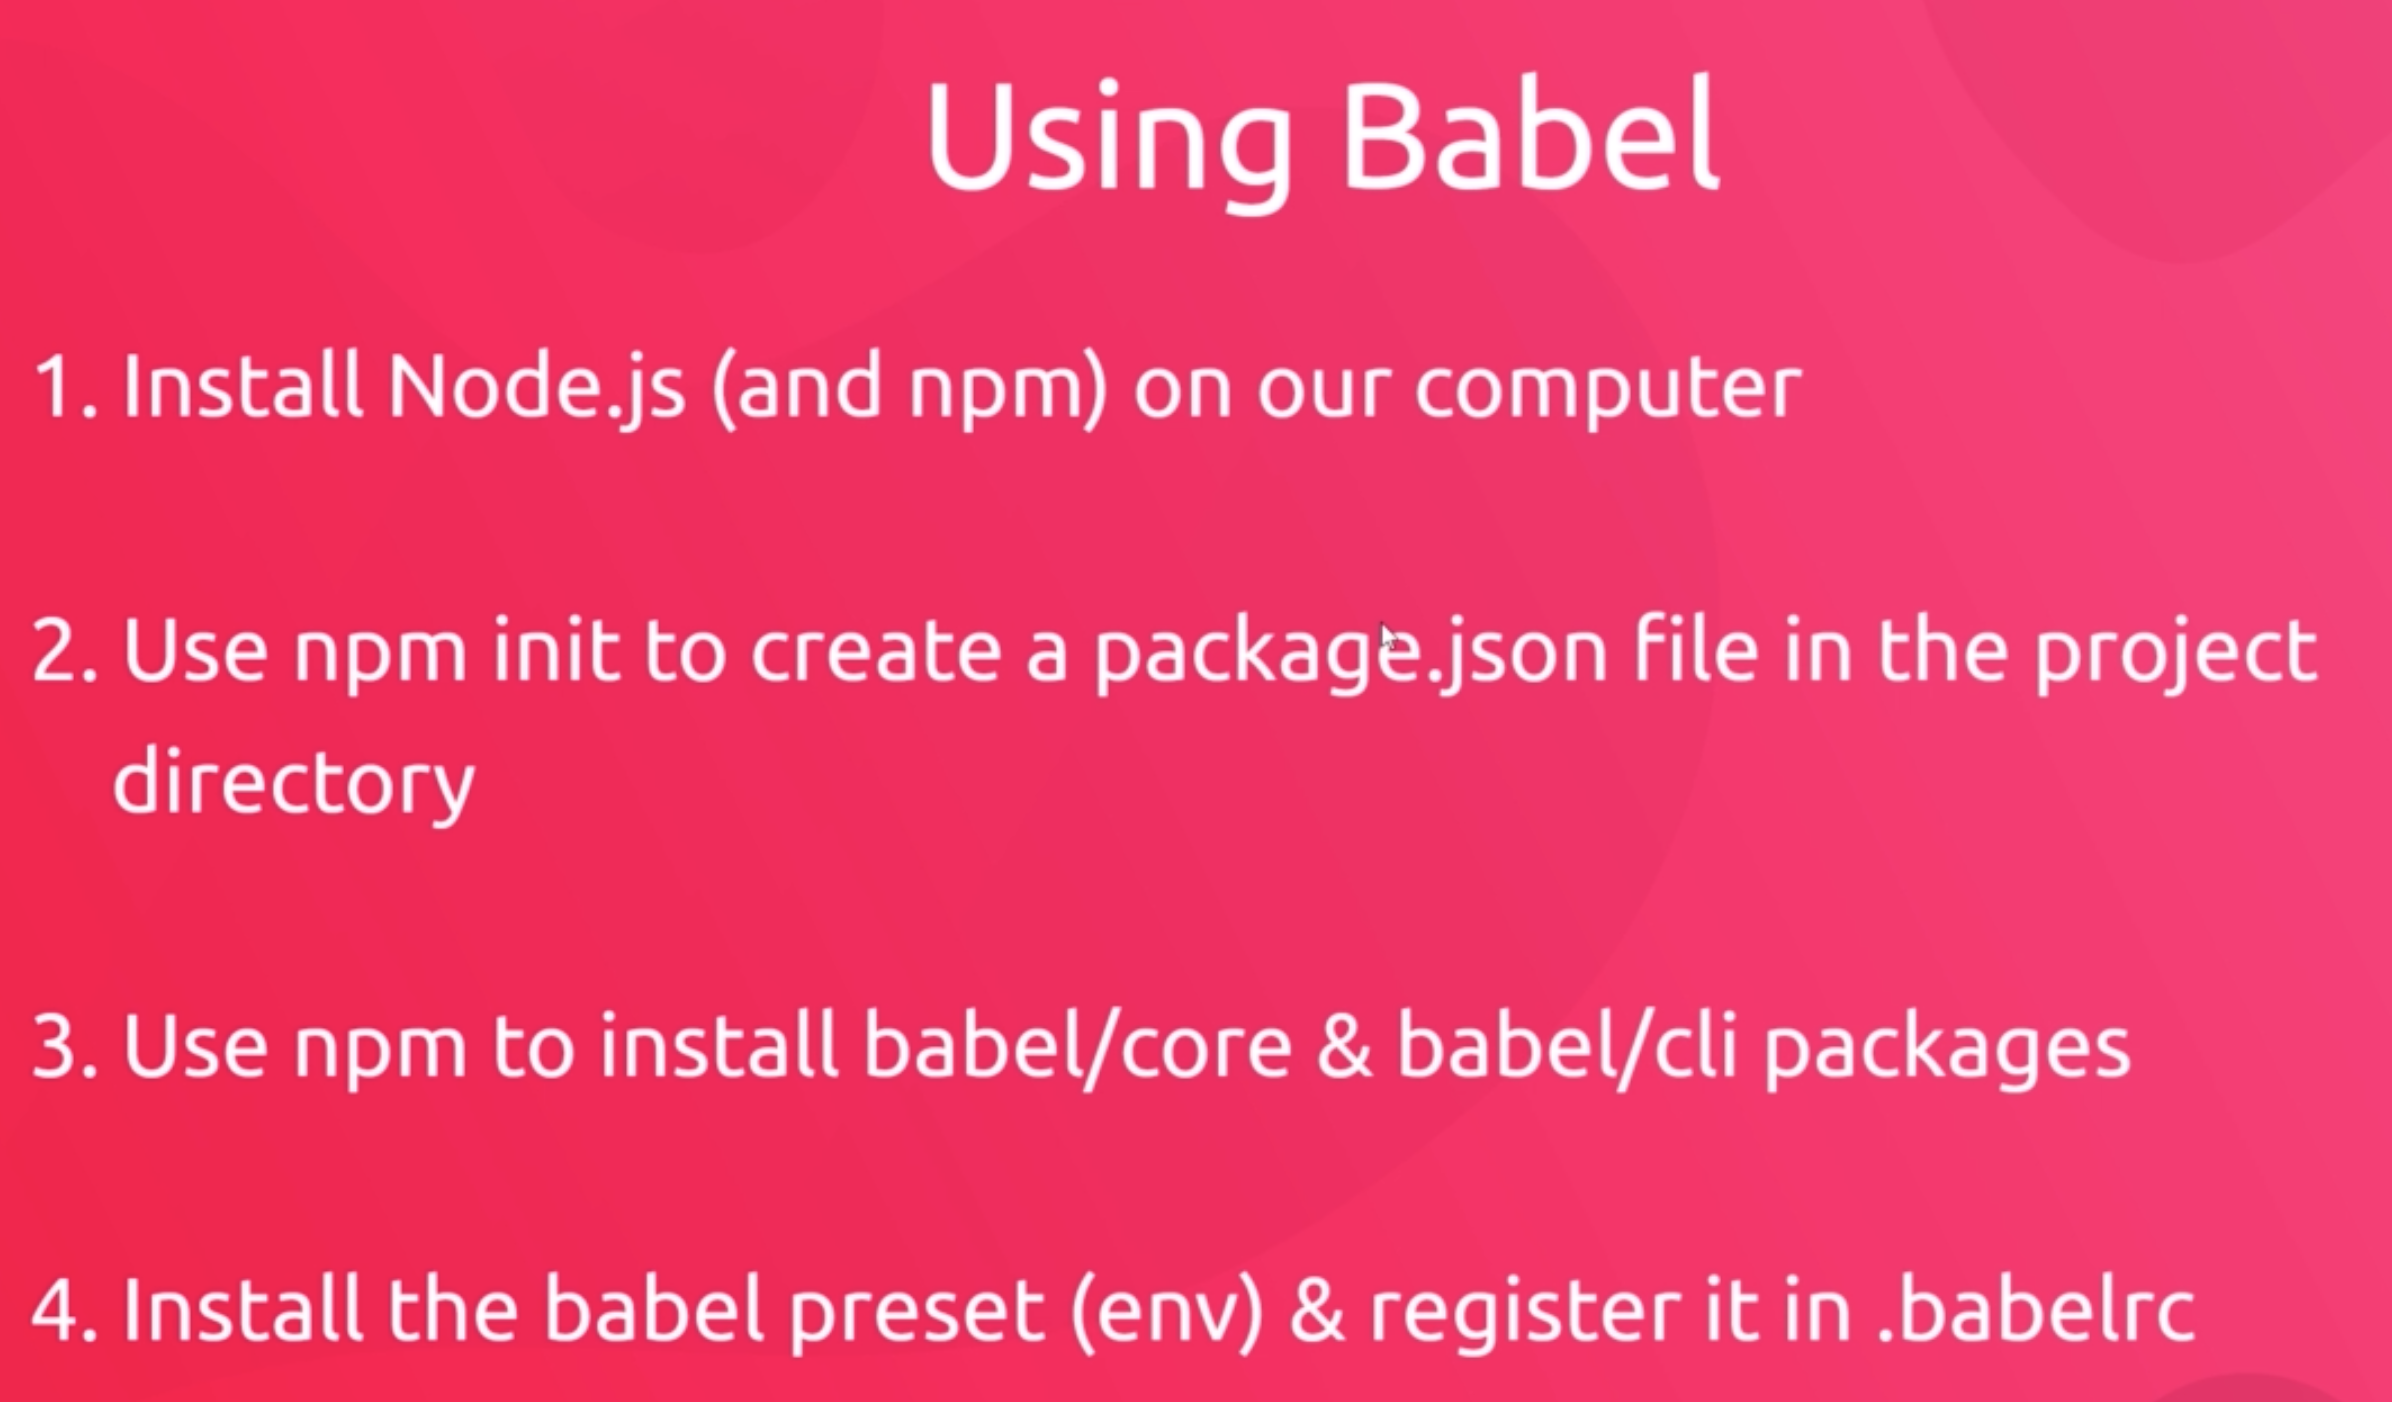 Using Babel
1. Install Node.js (and npm) on our computer
2. Use npm init to create a package.json file in the project
directory
3. Use npm to install babel/core & babel/cli packages
4. Install the babel preset (env) & register it in .babelrc